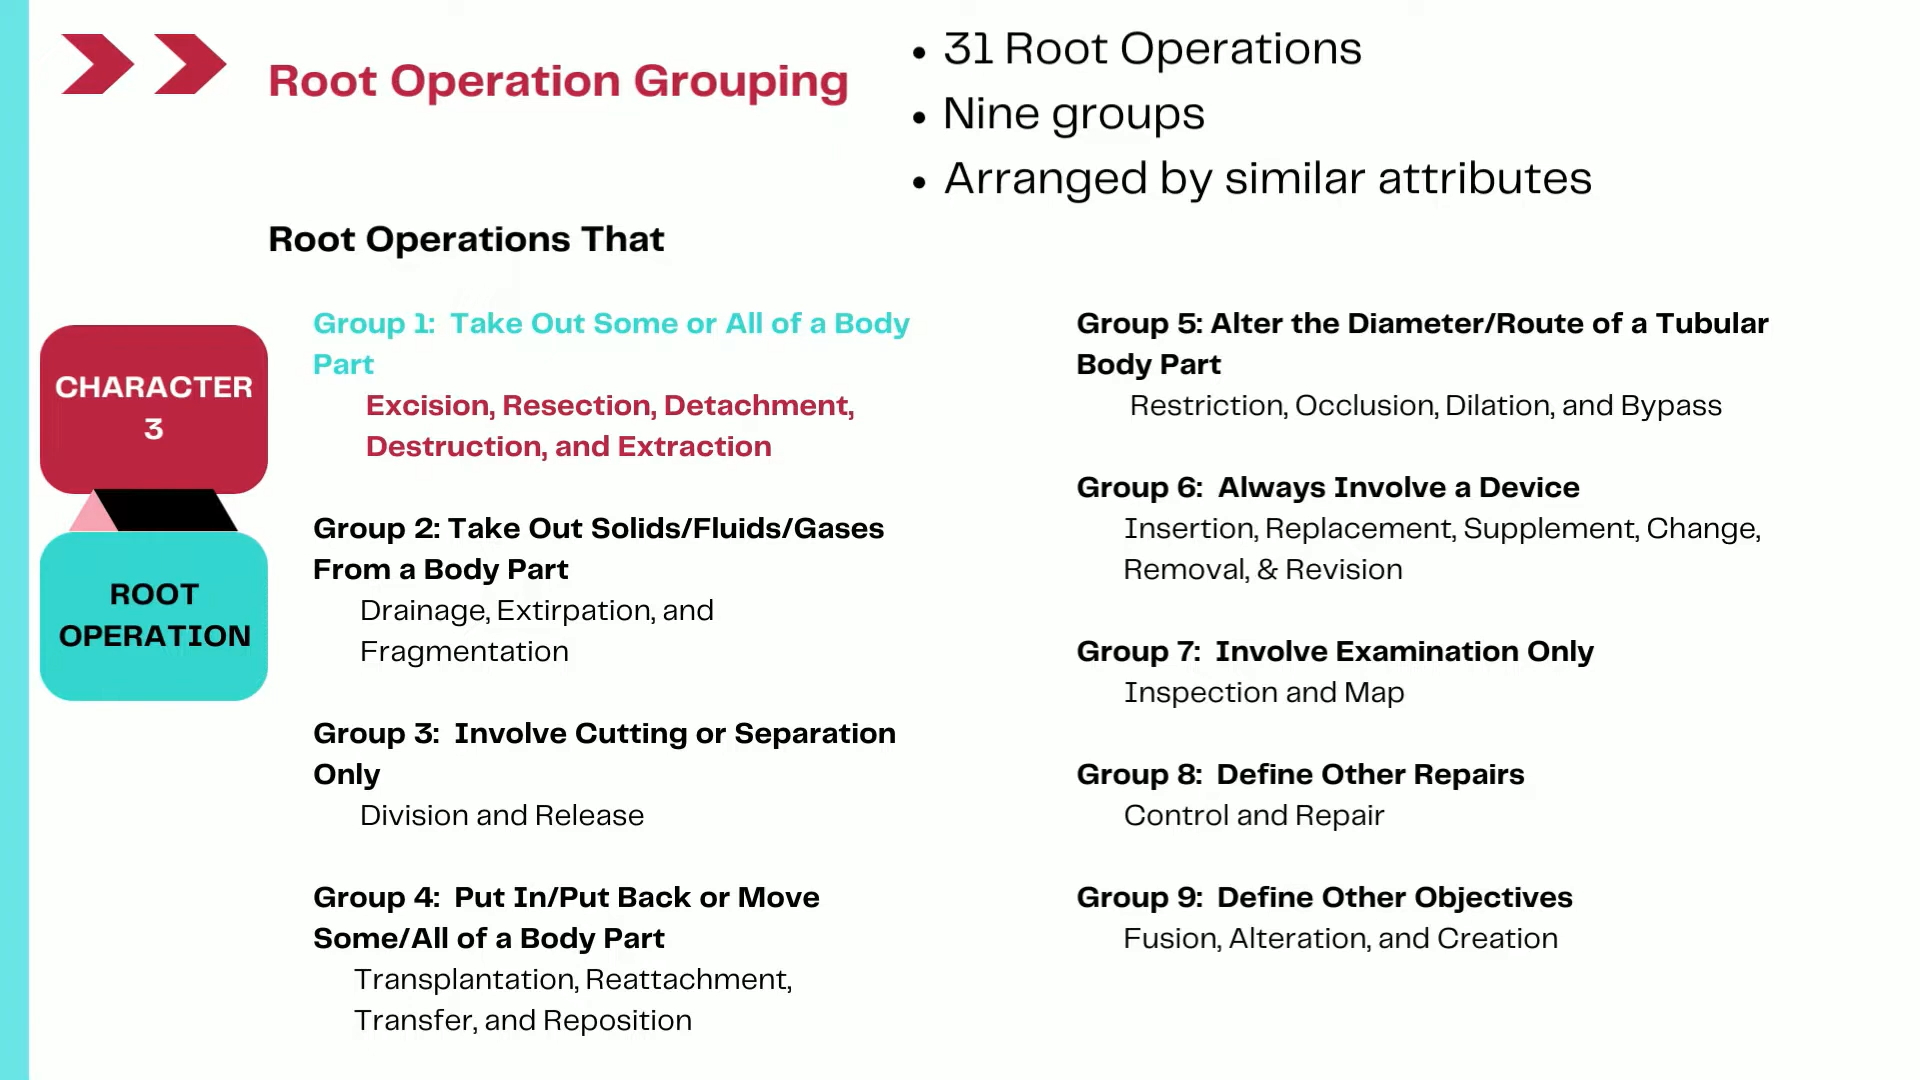 Root Operation Grouping
• 31 Root Operations
• Nine groups
• Arranged by similar attributes
Root Operations That
CHARACTER
3
ROOT
OPERATION
Group 1:  Take Out Some or All of a Body
Part
Excision, Resection, Detachment,
Destruction, and Extraction
Group 2: Take Out Solids/Fluids/Gases
From a Body Part
Drainage, Extirpation, and
Fragmentation
Group 3:  Involve Cutting or Separation
Only
Division and Release
Group 4:  Put In/Put Back or Move
Some/All of a Body Part
Transplantation, Reattachment,
Transfer, and Reposition
Group 5: Alter the Diameter/Route of a Tubular
Body Part
Restriction, Occlusion, Dilation, and Bypass
Group 6:  Always Involve a Device
Insertion, Replacement, Supplement, Change,
Removal, & Revision
Group 7:  Involve Examination Only
Inspection and Map
Group 8:  Define Other Repairs
Control and Repair
Group 9:  Define Other Objectives
Fusion, Alteration, and Creation